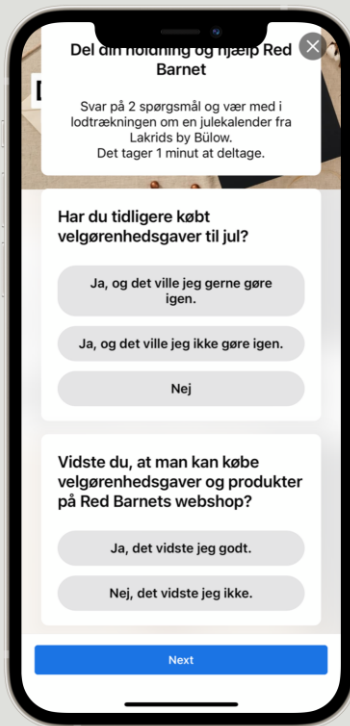 Del din holdning og hjælp Red
Barnet
Svar på 2 spørgsmål og vær med i
lodtrækningen om en julekalender fra
Lakrids by Bülow.
Det tager 1 minut at deltage.
Har du tidligere købt
velgørenhedsgaver til jul?
Ja, og det ville jeg gerne gøre
igen.
Ja, og det ville jeg ikke gøre igen.
Nej
Vidste du, at man kan købe
velgørenhedsgaver og produkter
på Red Barnets webshop?
Ja, det vidste jeg godt.
Nej, det vidste jeg ikke.
Next